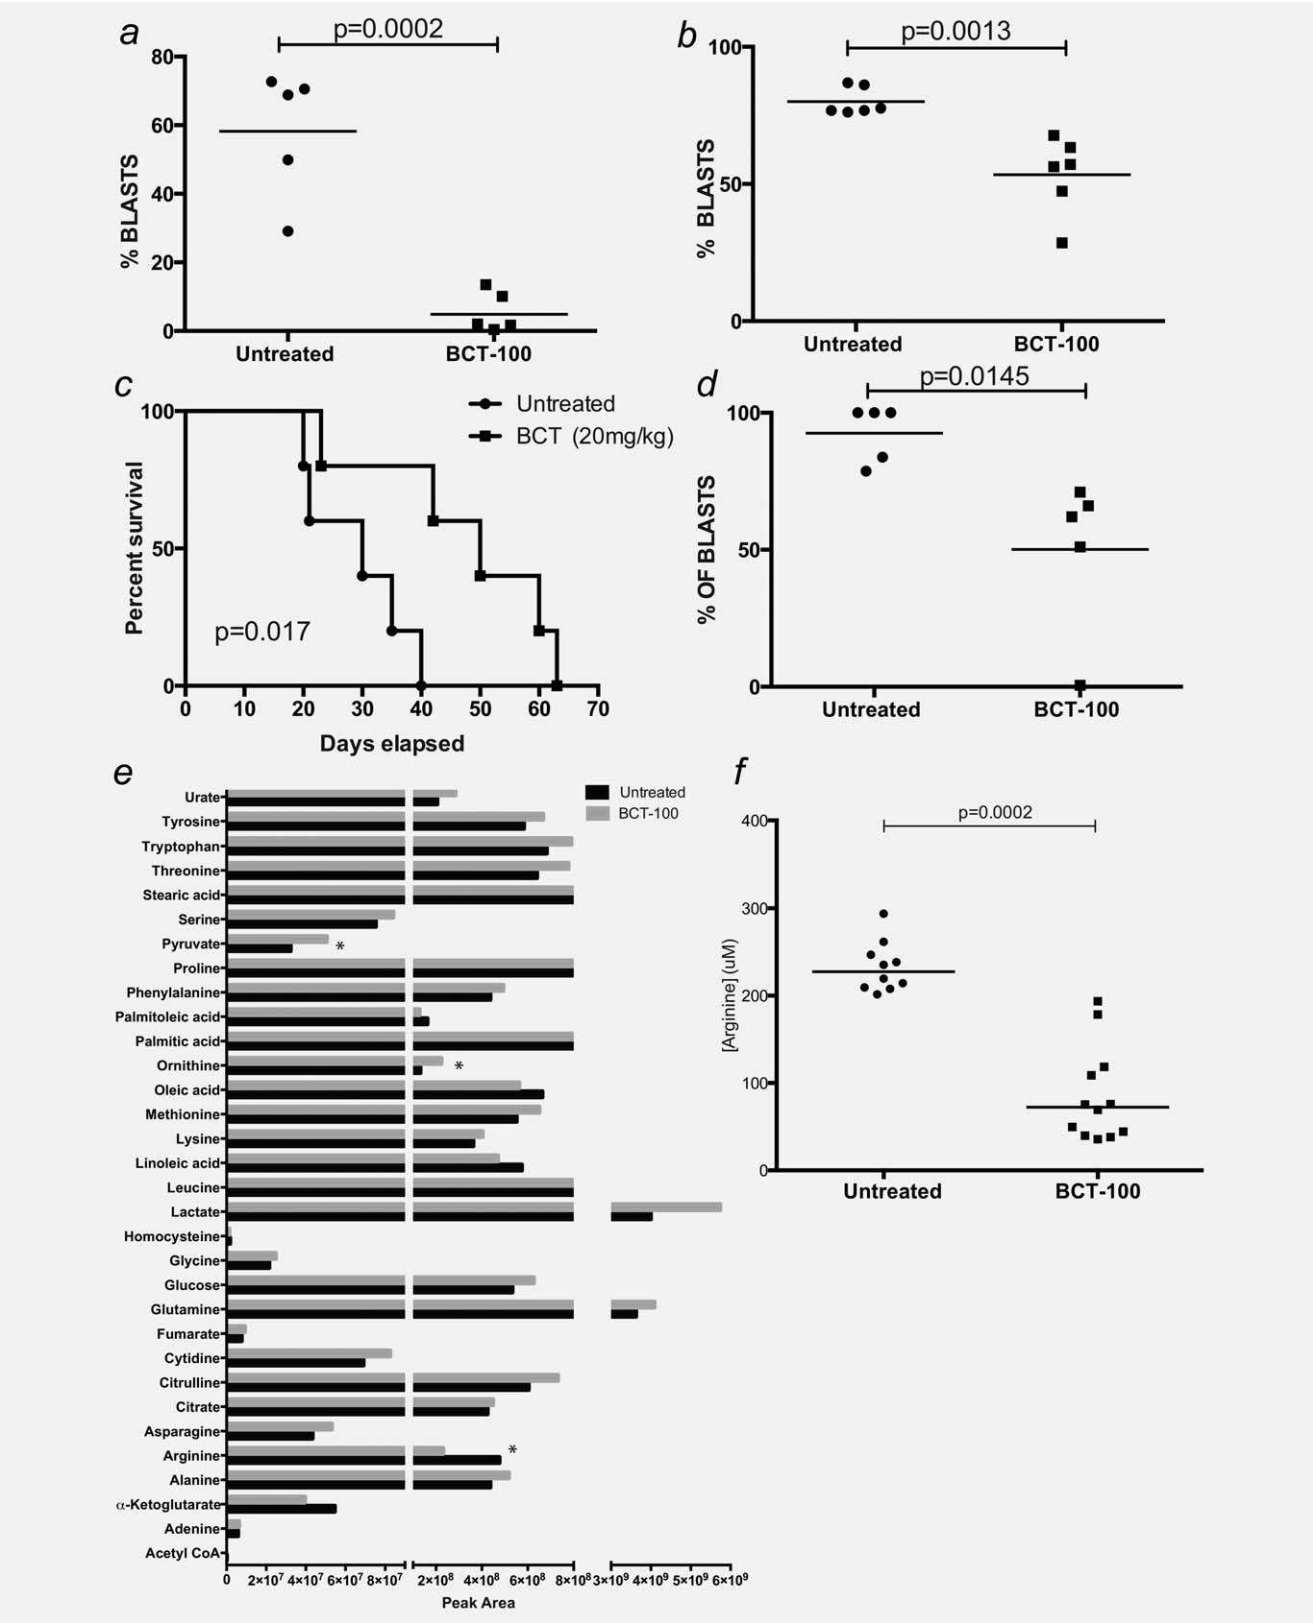 a
p=0.0002
80
60
40
20
0
% BLASTS
Untreated
BCT-100
b
p=0.0013
100
50
0
% BLASTS
Untreated
BCT-100
c
Untreated
BCT (20mg/kg)
100
50
0
Percent survival
p=0.017
0 10 20 30 40 50 60 70
Days elapsed
d
p=0.0145
100
50
0
% OF BLASTS
Untreated
BCT-100
e
Untreated
BCT-100
Urate
Tyrosine
Tryptophan
Threonine
Stearic acid
Serine
Pyruvate *
Proline
Phenylalanine
Palmitoleic acid
Palmitic acid
Ornithine *
Oleic acid
Methionine
Lysine
Linoleic acid
Leucine
Lactate
Homocysteine
Glycine
Glucose
Glutamine
Fumarate
Cytidine
Citrulline
Citrate
Asparagine
Arginine *
Alanine
α-Ketoglutarate
Adenine
Acetyl CoA
0 2×10⁷ 4×10⁷ 6×10⁷ 8×10⁷ 2×10⁸ 4×10⁸ 6×10⁸ 8×10⁸ 3×10⁹ 4×10⁹ 5×10⁹ 6×10⁹
Peak Area
f
p=0.0002
400
300
200
100
0
[Arginine] (uM)
Untreated
BCT-100